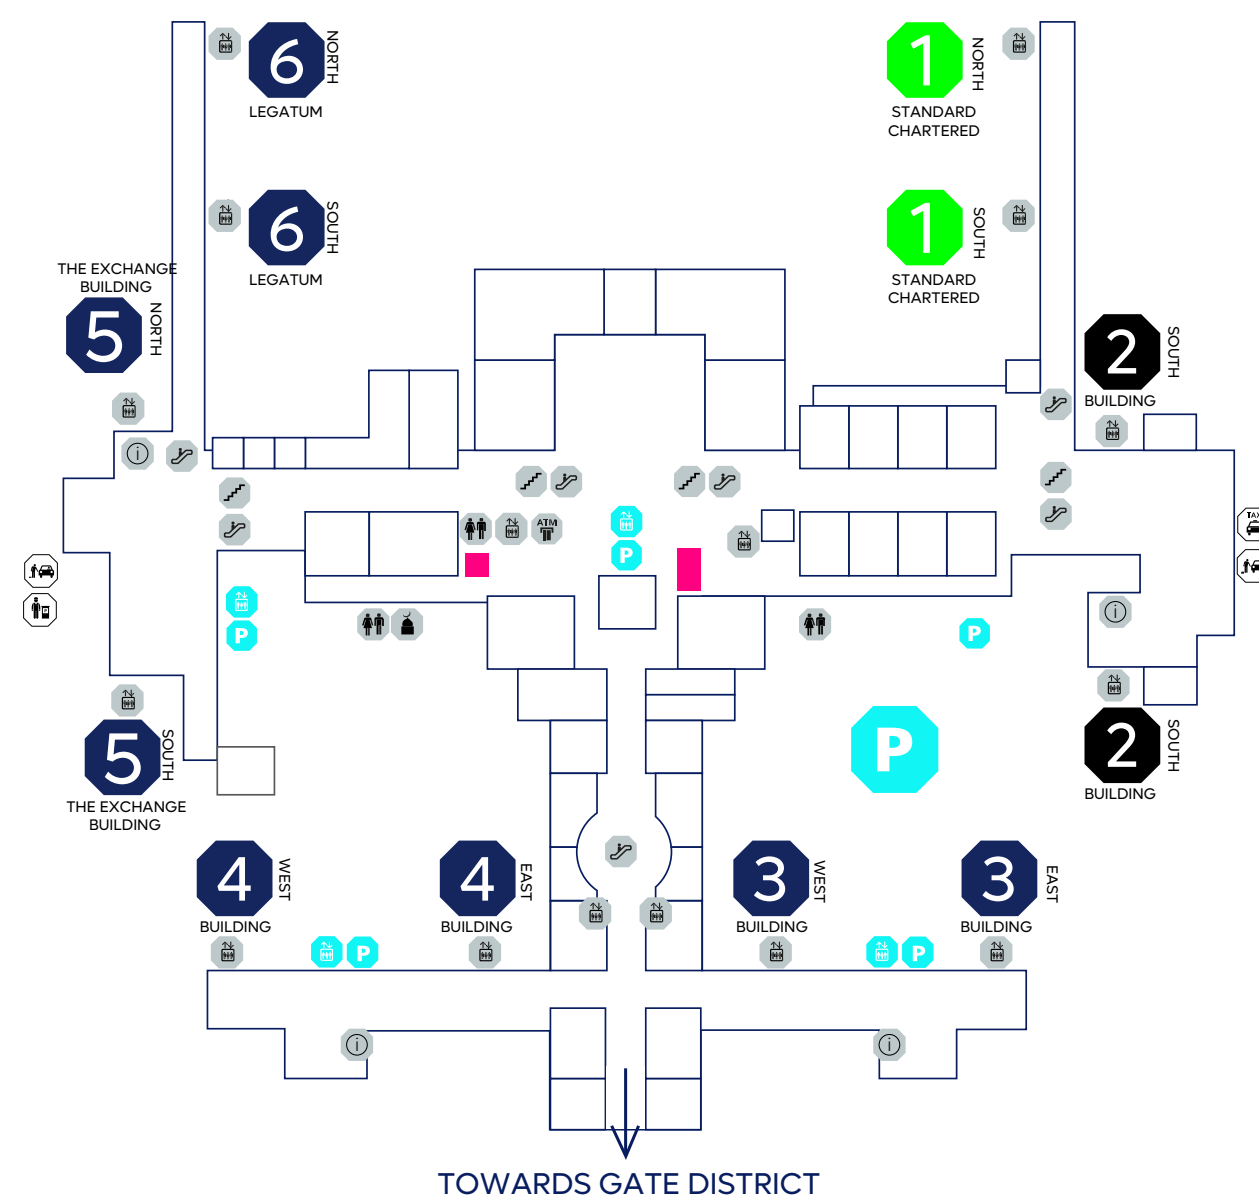 6
NORTH
LEGATUM
1
NORTH
STANDARD
CHARTERED
6
SOUTH
LEGATUM
1
SOUTH
STANDARD
CHARTERED
THE EXCHANGE
BUILDING
5
NORTH
2
SOUTH
BUILDING
i
ATM
P
TAX
P
P
i
5
SOUTH
THE EXCHANGE
BUILDING
P
2
SOUTH
BUILDING
4
WEST
BUILDING
4
EAST
BUILDING
3
WEST
BUILDING
3
EAST
BUILDING
P
P
i
i
TOWARDS GATE DISTRICT